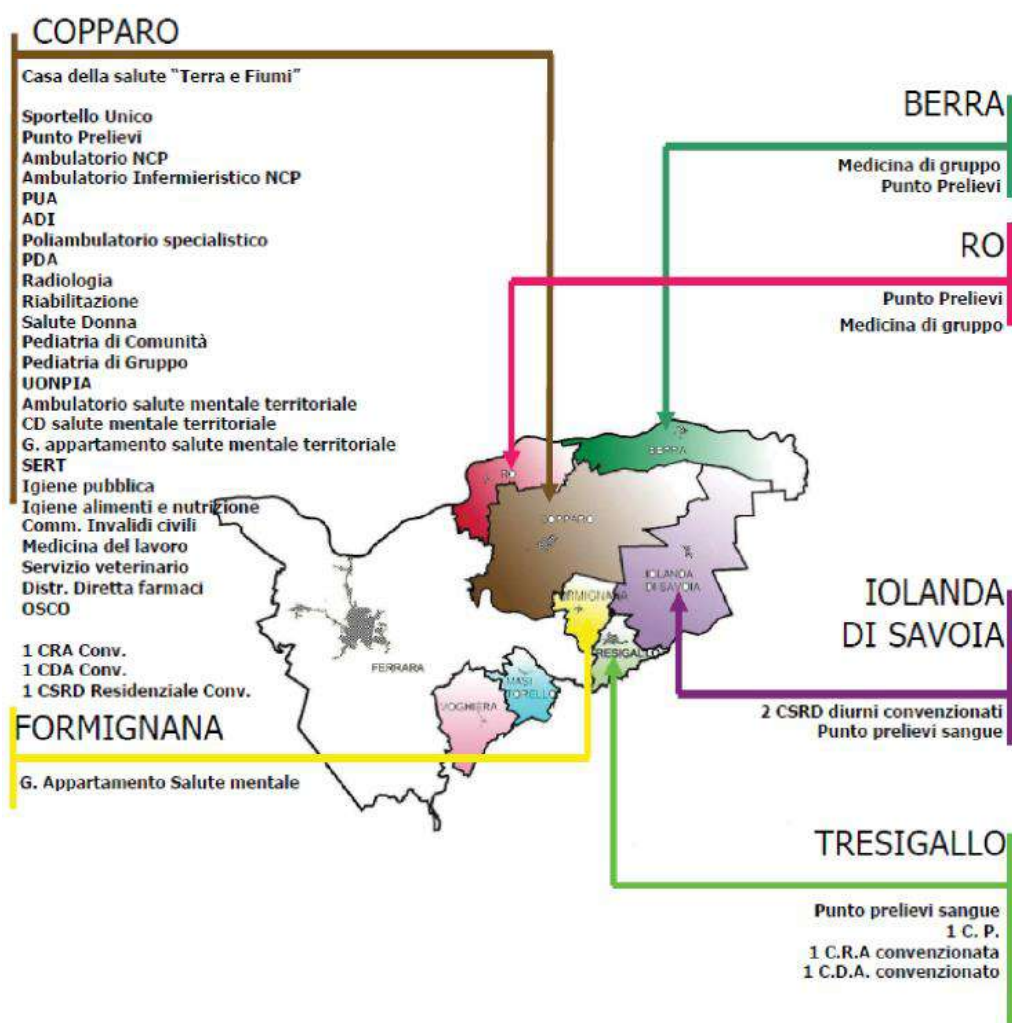 COPPARO
Casa della salute "Terra e Fiumi"
Sportello Unico
Punto Prelievi
Ambulatorio NCP
Ambulatorio Infermieristico NCP
PUA
ADI
Poliambulatorio specialistico
PDA
Radiologia
Riabilitazione
Salute Donna
Pediatria di Comunità
Pediatria di Gruppo
UONPIA
Ambulatorio salute mentale territoriale
CD salute mentale territoriale
G. appartamento salute mentale territoriale
SERT
Igiene pubblica
Igiene alimenti e nutrizione
Comm. Invalidi civili
Medicina del lavoro
Servizio veterinario
Distr. Diretta farmaci
OSCO
1 CRA Conv.
1 CDA Conv.
1 CSRD Residenziale Conv.
FORMIGNANA
G. Appartamento Salute mentale
BERRA
Medicina di gruppo
Punto Prelievi
RO
Punto Prelievi
Medicina di gruppo
IOLANDA
DI SAVOIA
2 CSRD diurni convenzionati
Punto prelievi sangue
TRESIGALLO
Punto prelievi sangue
1 C. P.
1 C.R.A convenzionata
1 C.D.A. convenzionato
BERRA
RO
COPPARO
IOLANDA
DI SAVOIA
FORMIGNANA
TRESIGALLO
FERRARA
MASI
TORELLO
VOGHIERA